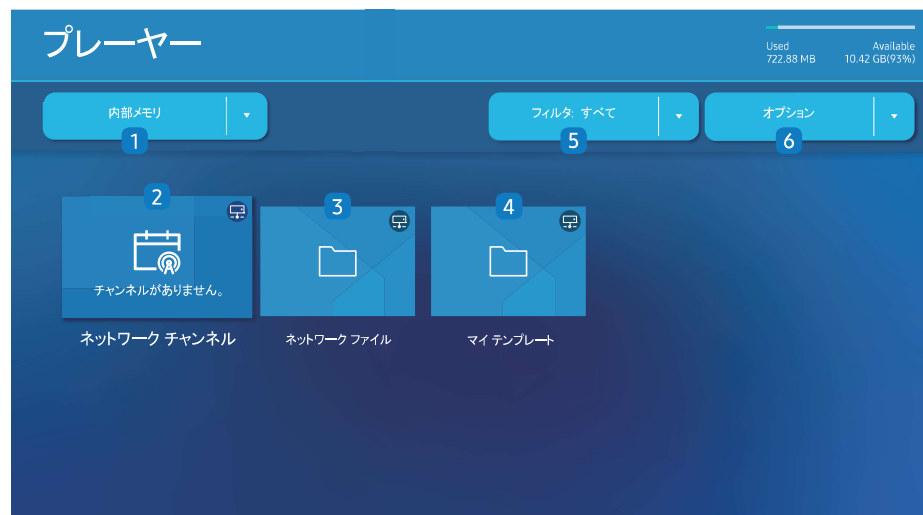 プレーヤー
Used Available
722.88 MB 10.42 GB(93%)
内部メモリ
フィルタ: すべて
オプション
1
5
6
2
3
4
チャンネルがありません。
ネットワーク チャンネル
ネットワーク ファイル
マイ テンプレート